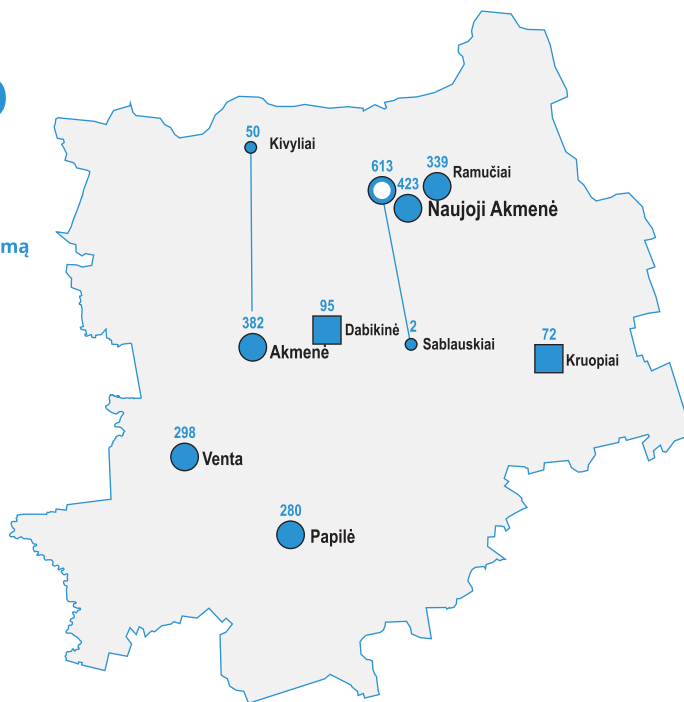 50
Kivyliai
613
423
339
Ramučiai
Naujoji Akmenė
mą
95
Dabikinė
382
Akmenė
2
Sablauskiai
72
Kruopiai
298
Venta
280
Papilė